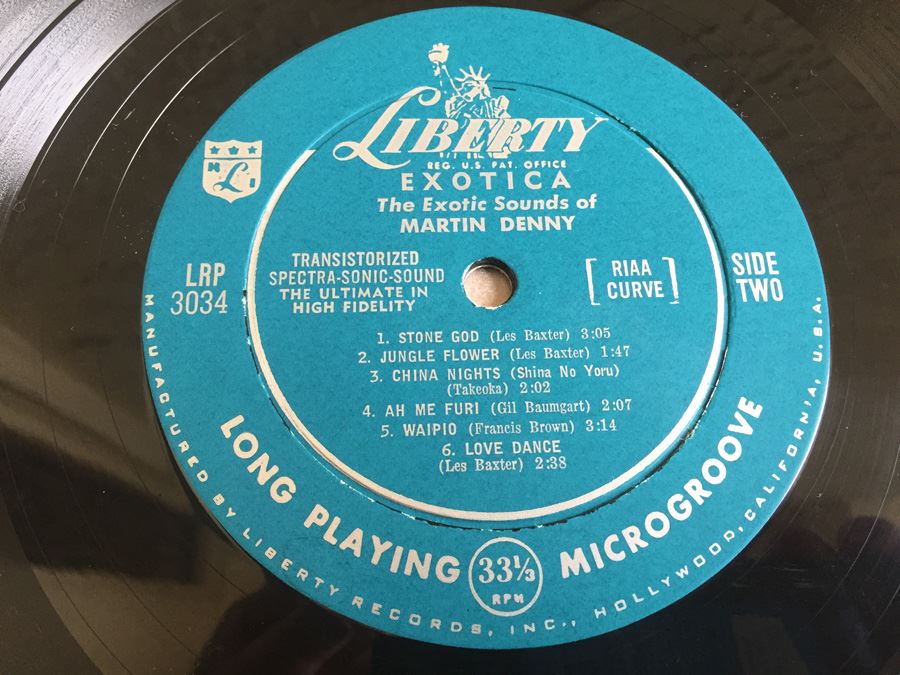 LIBERTY
REG. U.S. PAT. OFFICE
EXOTICA
The Exotic Sounds of
MARTIN DENNY
TRANSISTORIZED
SPECTRA-SONIC-SOUND
THE ULTIMATE IN
HIGH FIDELITY
[RIAA
CURVE]
LRP
3034
SIDE
TWO
1. STONE GOD (Les Baxter) 3:05
2. JUNGLE FLOWER (Les Baxter) 1:47
3. CHINA NIGHTS (Shina No Yoru)
(Takeoka) 2:02
4. AH ME FURI (Gil Baumgart) 2:07
5. WAIPIO (Francis Brown) 3:14
6. LOVE DANCE
(Les Baxter) 2:38
LONG PLAYING 33⅓ RPM MICROGROOVE
MANUFACTURED BY LIBERTY RECORDS, INC., HOLLYWOOD, CALIFORNIA, U.S.A.